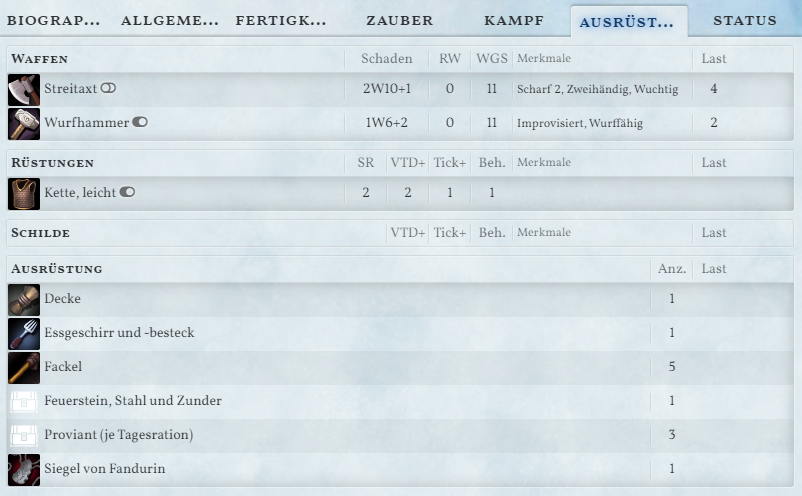 BIOGRAP... ALLGEME... FERTIGK... ZAUBER KAMPF AUSRÜST... STATUS
WAFFEN Schaden RW WGS Merkmale Last
Streitaxt 2W10+1 0 11 Scharf 2, Zweihändig, Wuchtig 4
Wurfhammer 1W6+2 0 11 Improvisiert, Wurffähig 2
RÜSTUNGEN SR VTD+ Tick+ Beh. Merkmale Last
Kette, leicht 2 2 1 1
SCHILDE VTD+ Tick+ Beh. Merkmale Last
AUSRÜSTUNG Anz. Last
Decke 1
Essgeschirr und -besteck 1
Fackel 5
Feuerstein, Stahl und Zunder 1
Proviant (je Tagesration) 3
Siegel von Fandurin 1